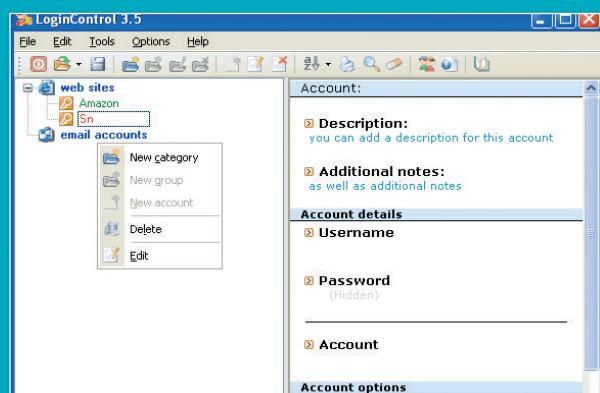 LoginControl 3.5
File Edit Tools Options Help
web sites
Amazon
Sn
email accounts
New category
New group
New account
Delete
Edit
Account:
Description:
you can add a description for this account
Additional notes:
as well as additional notes
Account details
Username
Password
(Hidden)
Account
Account options